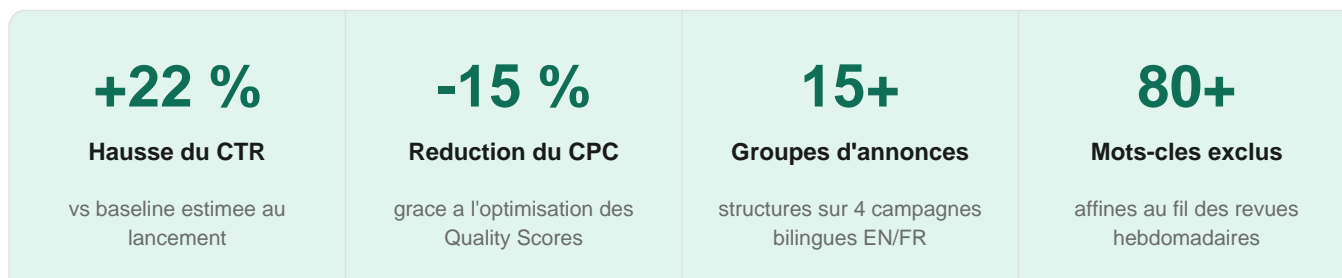 +22 %
Hausse du CTR
vs baseline estimee au
lancement
-15 %
Reduction du CPC
grace a l'optimisation des
Quality Scores
15+
Groupes d'annonces
structures sur 4 campagnes
bilingues EN/FR
80+
Mots-cles exclus
affines au fil des revues
hebdomadaires